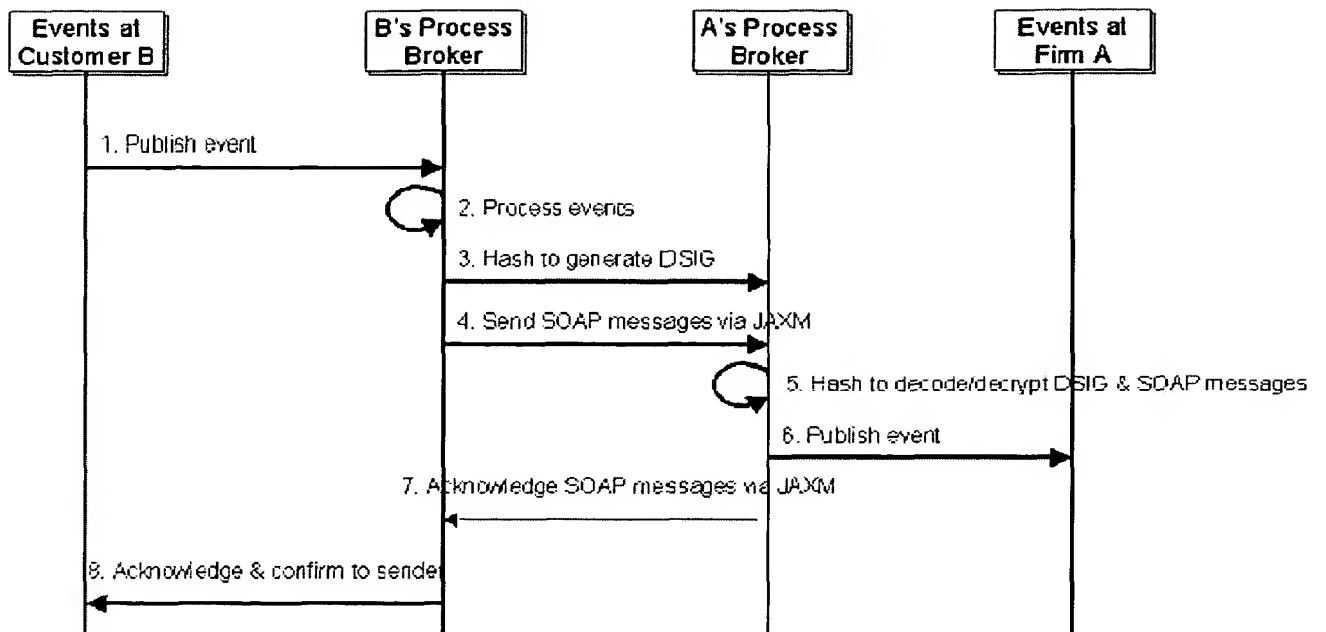 Events at
Customer B
B's Process
Broker
A's Process
Broker
Events at
Firm A
1. Publish event
2. Process events
3. Hash to generate DSIG
4. Send SOAP messages via JAXM
5. Hash to decode/decrypt DSIG & SOAP messages
6. Publish event
7. Acknowledge SOAP messages via JAXM
8. Acknowledge & confirm to sender